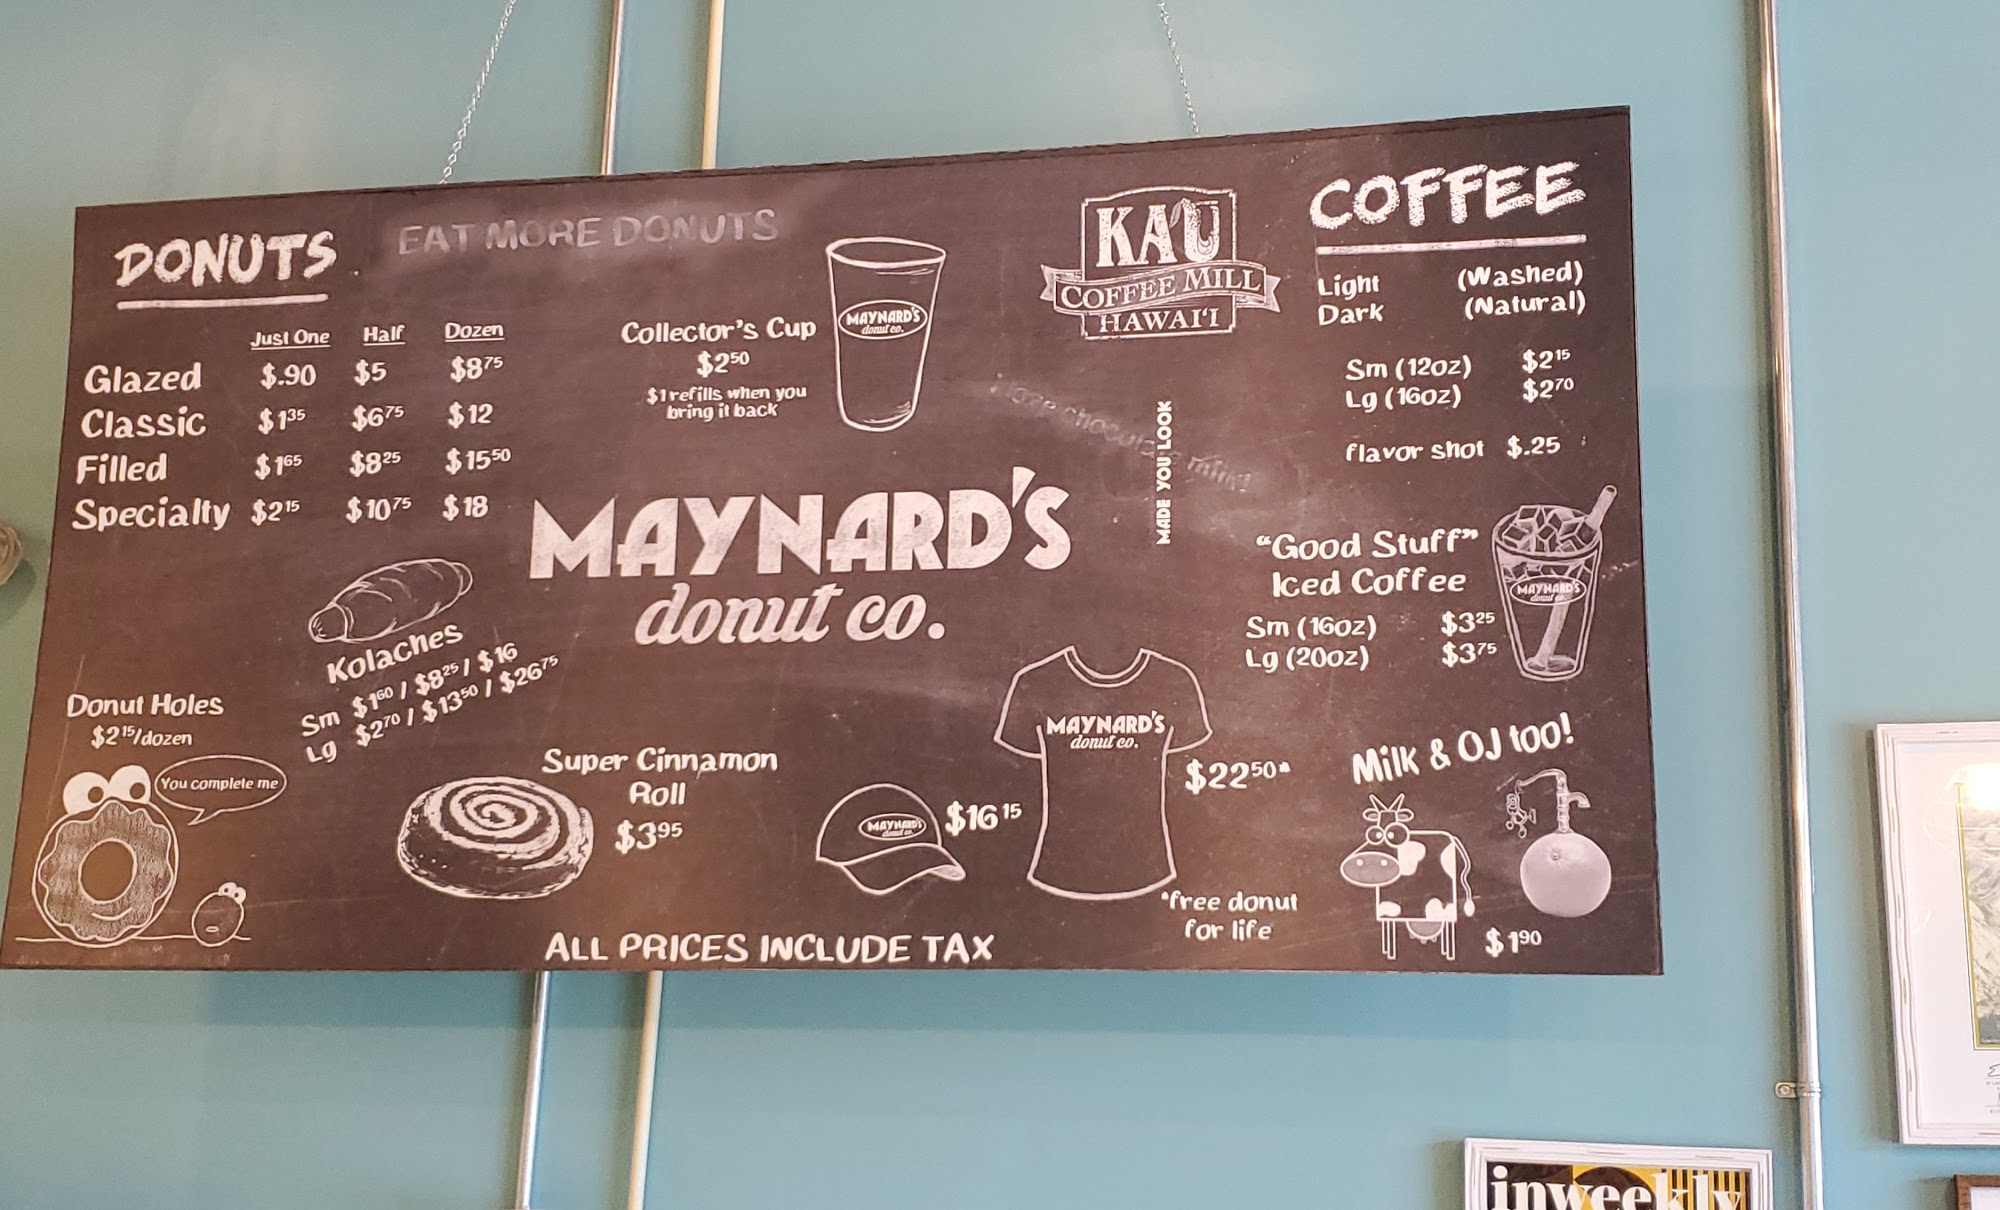 DONUTS
EAT MORE DONUTS
Just One Half Dozen
Glazed $.90 $5 $875
Classic $135 $675 $12
Filled $165 $825 $1550
Specialty $215 $1075 $18
Collector's Cup
$250
$1 refills when you
bring it back
MAYNARD'S
donut co.
KA'U
COFFEE MILL
HAWAI'I
COFFEE
Light (Washed)
Dark (Natural)
Sm (12oz) $215
Lg (16oz) $270
flavor shot $.25
MADE YOU LOOK
MAYNARD'S
donut co.
"Good Stuff"
Iced Coffee
Sm (16oz) $325
Lg (20oz) $375
MAYNARD'S
donut co.
Kolaches
Sm $160 / $825 / $16
Lg $270 / $1350 / $2675
Donut Holes
$215/dozen
You complete me
Super Cinnamon
Roll
$395
MAYNARD'S
donut co.
$1615
MAYNARD'S
donut co.
$2250*
*free donut
for life
Milk & OJ too!
$190
ALL PRICES INCLUDE TAX
inweekly